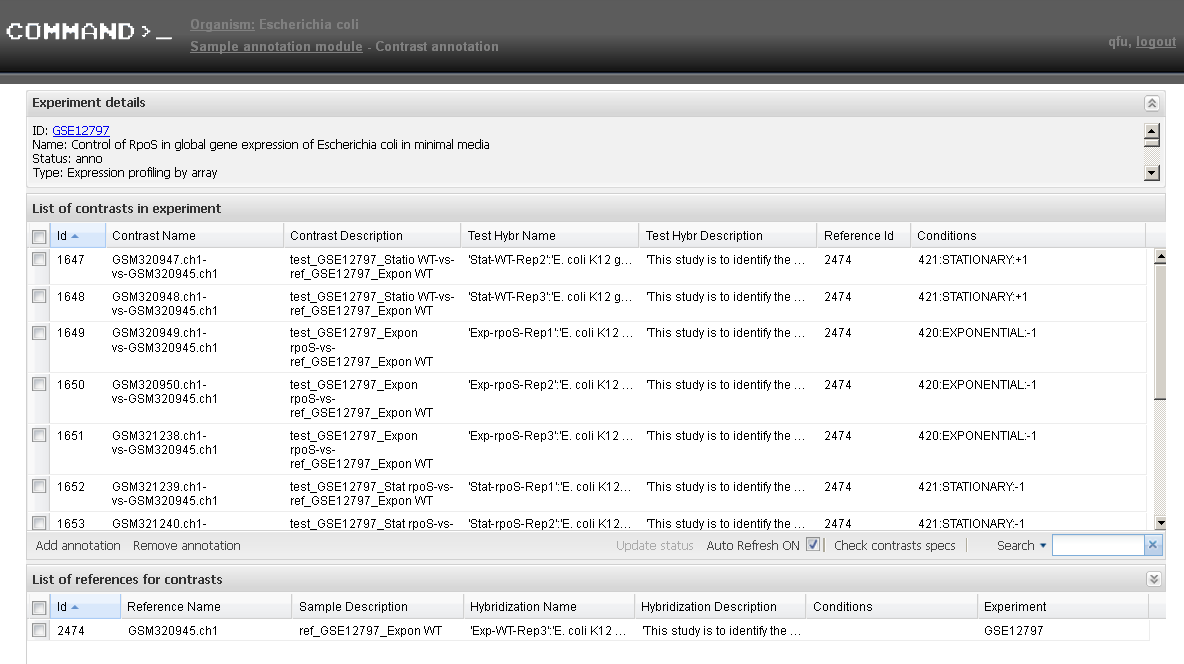 COMMAND>_
Organism: Escherichia coli
Sample annotation module - Contrast annotation
qfu, logout
Experiment details
ID: GSE12797
Name: Control of RpoS in global gene expression of Escherichia coli in minimal media
Status: anno
Type: Expression profiling by array
List of contrasts in experiment
Id Contrast Name Contrast Description Test Hybr Name Test Hybr Description Reference Id Conditions
1647 GSM320947.ch1- test_GSE12797_Statio WT-vs- 'Stat-WT-Rep2':'E. coli K12 g... 'This study is to identify the ... 2474 421:STATIONARY:+1
vs-GSM320945.ch1 ref_GSE12797_Expon WT
1648 GSM320948.ch1- test_GSE12797_Statio WT-vs- 'Stat-WT-Rep3':'E. coli K12 g... 'This study is to identify the ... 2474 421:STATIONARY:+1
vs-GSM320945.ch1 ref_GSE12797_Expon WT
1649 GSM320949.ch1- test_GSE12797_Expon 'Exp-rpoS-Rep1':'E. coli K12 ... 'This study is to identify the ... 2474 420:EXPONENTIAL:-1
vs-GSM320945.ch1 rpoS-vs-
ref_GSE12797_Expon WT
1650 GSM320950.ch1- test_GSE12797_Expon 'Exp-rpoS-Rep2':'E. coli K12 ... 'This study is to identify the ... 2474 420:EXPONENTIAL:-1
vs-GSM320945.ch1 rpoS-vs-
ref_GSE12797_Expon WT
1651 GSM321238.ch1- test_GSE12797_Expon 'Exp-rpoS-Rep3':'E. coli K12 ... 'This study is to identify the ... 2474 420:EXPONENTIAL:-1
vs-GSM320945.ch1 rpoS-vs-
ref_GSE12797_Expon WT
1652 GSM321239.ch1- test_GSE12797_Stat rpoS-vs- 'Stat-rpoS-Rep1':'E. coli K12... 'This study is to identify the ... 2474 421:STATIONARY:-1
vs-GSM320945.ch1 ref_GSE12797_Expon WT
1653 GSM321240.ch1- test_GSE12797_Stat rpoS-vs- 'Stat-rpoS-Rep2':'E. coli K12... 'This study is to identify the ... 2474 421:STATIONARY:-1
Add annotation Remove annotation Update status Auto Refresh ON Check contrasts specs Search
List of references for contrasts
Id Reference Name Sample Description Hybridization Name Hybridization Description Conditions Experiment
2474 GSM320945.ch1 ref_GSE12797_Expon WT 'Exp-WT-Rep3':'E. coli K12 ... 'This study is to identify the ... GSE12797